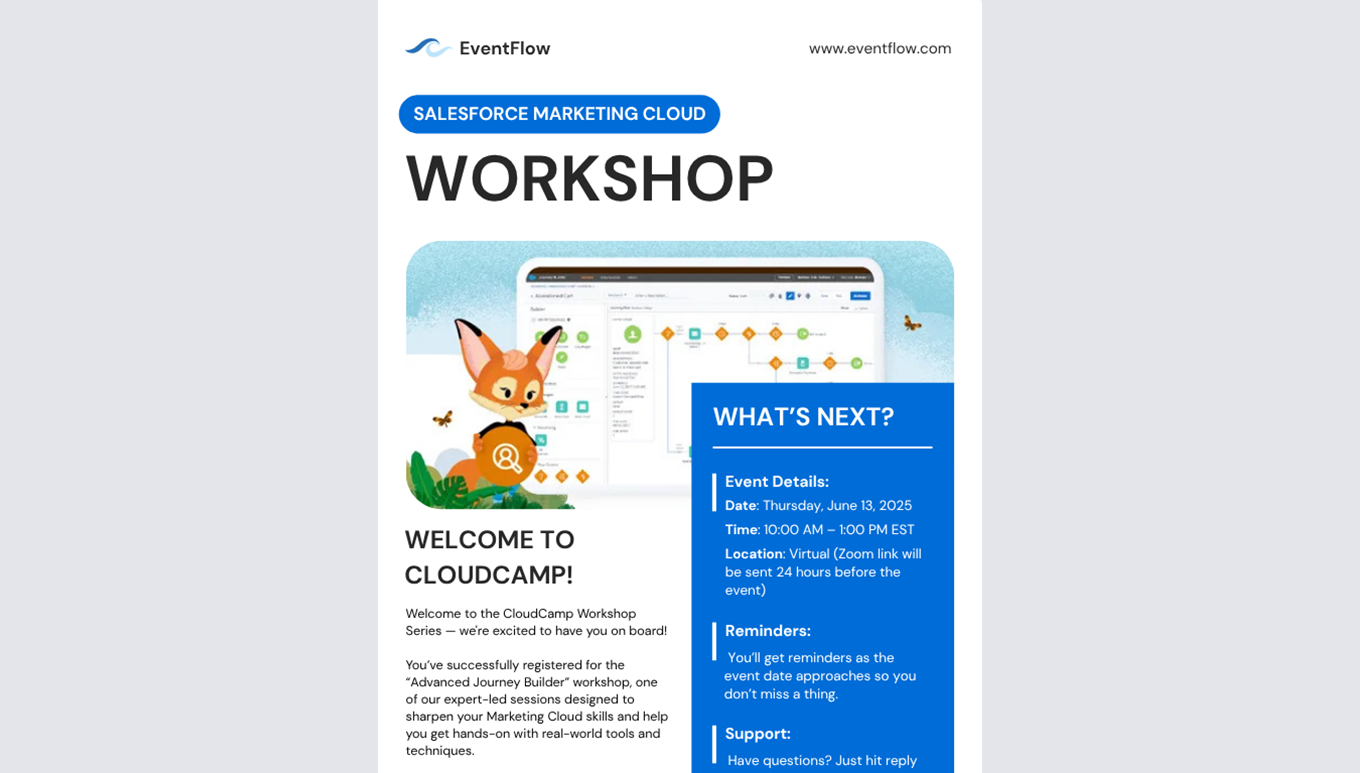 EventFlow
www.eventflow.com
SALESFORCE MARKETING CLOUD
WORKSHOP
WELCOME TO
CLOUDCAMP!
Welcome to the CloudCamp Workshop
Series — we're excited to have you on board!
You’ve successfully registered for the
“Advanced Journey Builder” workshop, one
of our expert-led sessions designed to
sharpen your Marketing Cloud skills and help
you get hands-on with real-world tools and
techniques.
WHAT’S NEXT?
Event Details:
Date: Thursday, June 13, 2025
Time: 10:00 AM – 1:00 PM EST
Location: Virtual (Zoom link will
be sent 24 hours before the
event)
Reminders:
You’ll get reminders as the
event date approaches so you
don’t miss a thing.
Support:
Have questions? Just hit reply